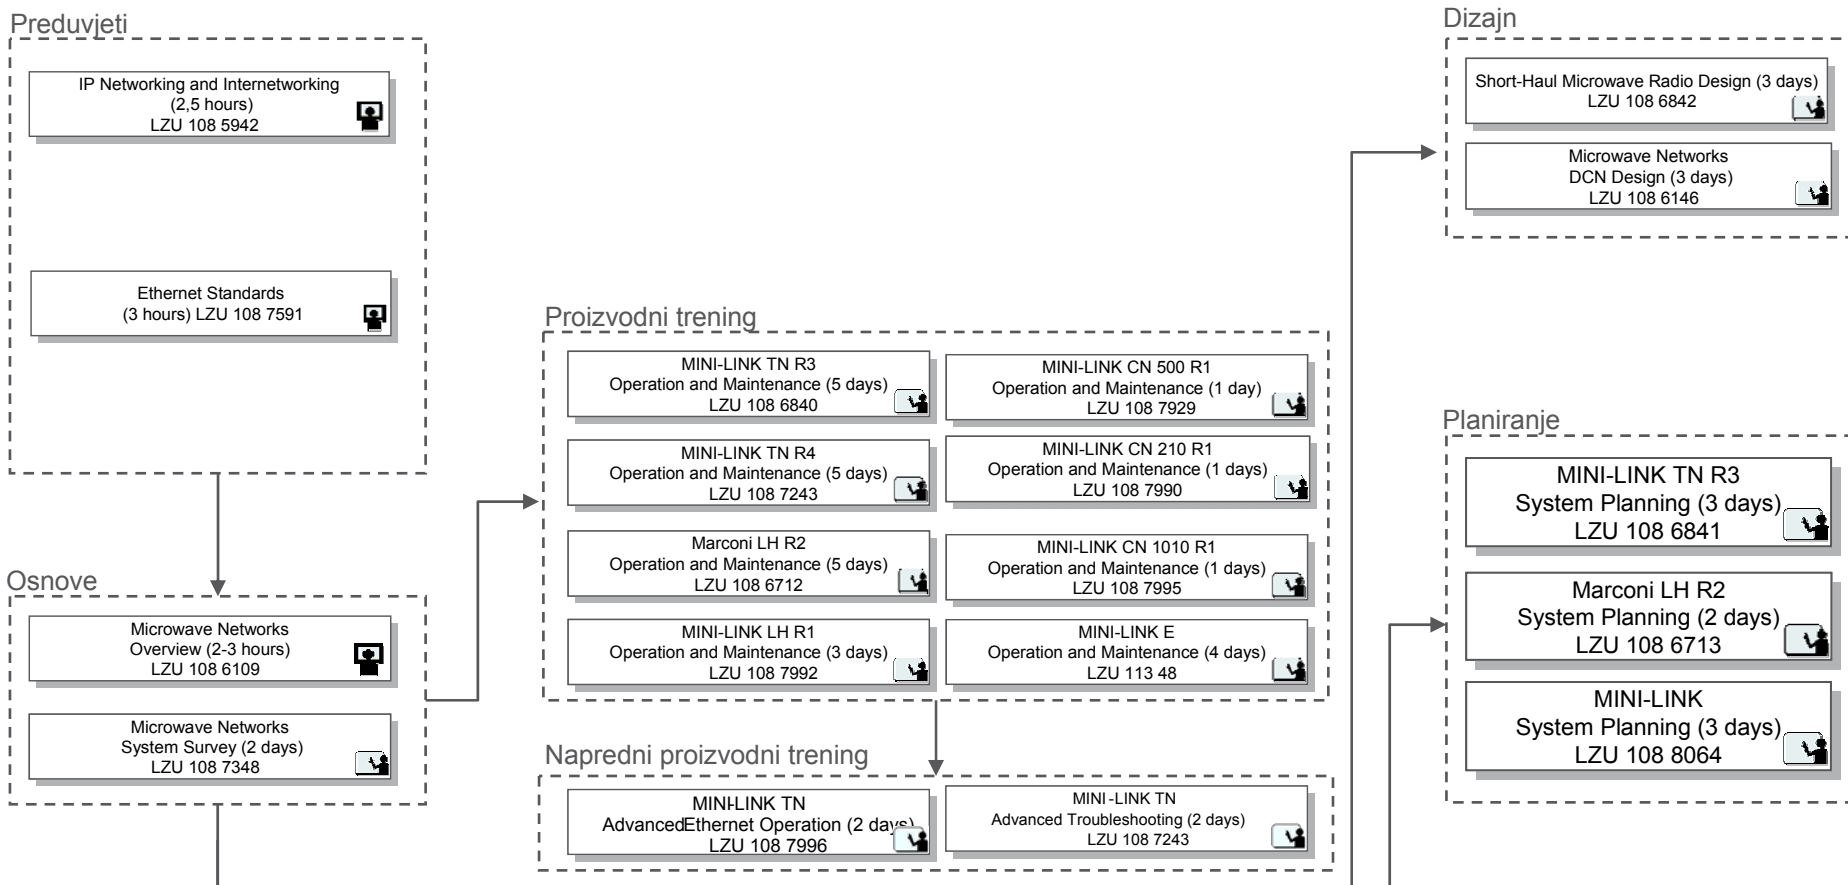 Preduvjeti
IP Networking and Internetworking
(2,5 hours)
LZU 108 5942
Ethernet Standards
(3 hours) LZU 108 7591
Osnove
Microwave Networks
Overview (2-3 hours)
LZU 108 6109
Microwave Networks
System Survey (2 days)
LZU 108 7348
Proizvodni trening
MINI-LINK TN R3
Operation and Maintenance (5 days)
LZU 108 6840
MINI-LINK CN 500 R1
Operation and Maintenance (1 day)
LZU 108 7929
MINI-LINK TN R4
Operation and Maintenance (5 days)
LZU 108 7243
MINI-LINK CN 210 R1
Operation and Maintenance (1 days)
LZU 108 7990
Marconi LH R2
Operation and Maintenance (5 days)
LZU 108 6712
MINI-LINK CN 1010 R1
Operation and Maintenance (1 days)
LZU 108 7995
MINI-LINK LH R1
Operation and Maintenance (3 days)
LZU 108 7992
MINI-LINK E
Operation and Maintenance (4 days)
LZU 113 48
Napredni proizvodni trening
MINI-LINK TN
AdvancedEthernet Operation (2 days)
LZU 108 7996
MINI-LINK TN
Advanced Troubleshooting (2 days)
LZU 108 7243
Dizajn
Short-Haul Microwave Radio Design (3 days)
LZU 108 6842
Microwave Networks
DCN Design (3 days)
LZU 108 6146
Planiranje
MINI-LINK TN R3
System Planning (3 days)
LZU 108 6841
Marconi LH R2
System Planning (2 days)
LZU 108 6713
MINI-LINK
System Planning (3 days)
LZU 108 8064